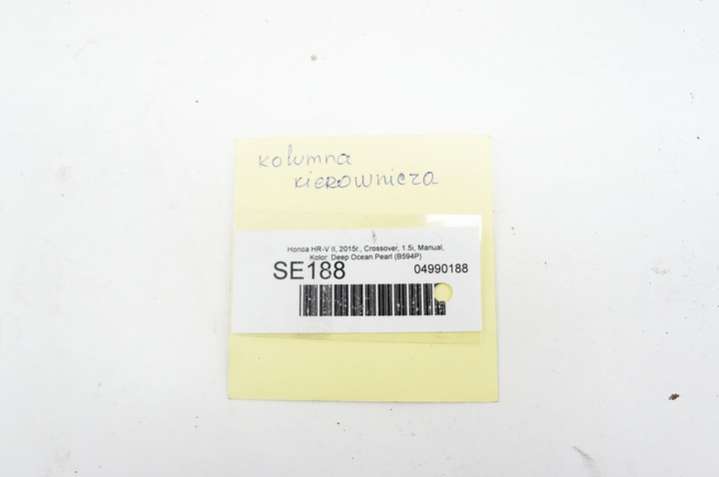 kolumna
kierownicza
Honda HR-V II, 2015r., Crossover, 1.5i, Manual,
Kolor: Deep Ocean Pearl (B594P)
SE188 04990188